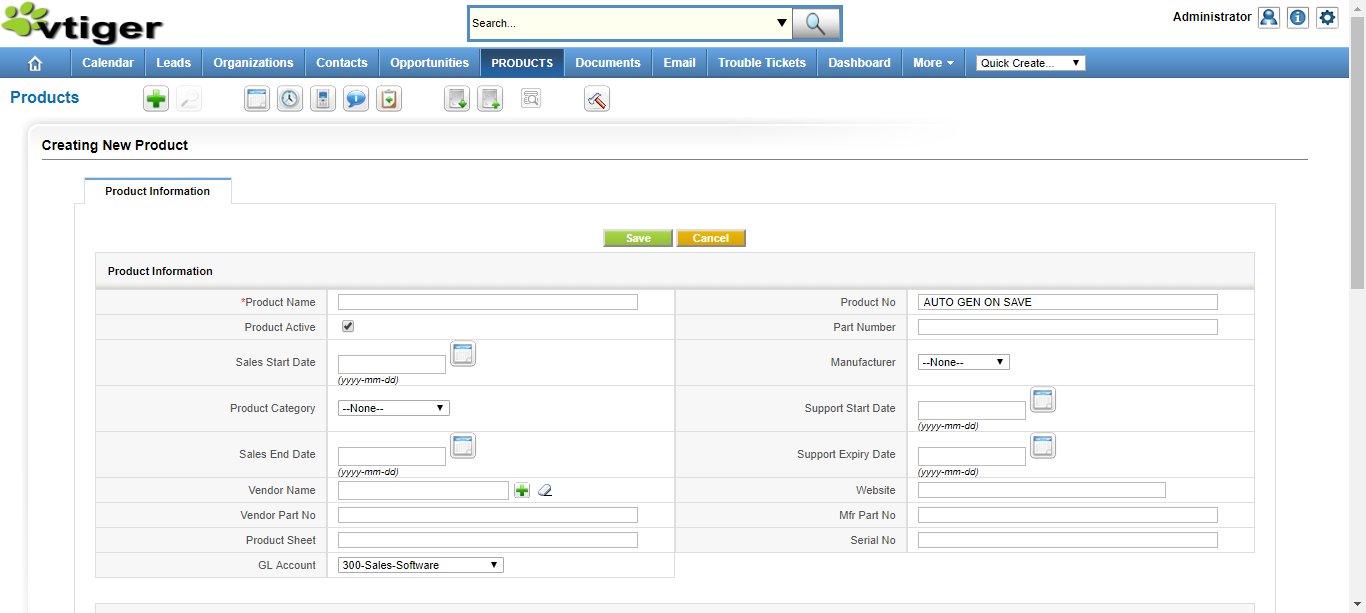 vtiger
Search...
Administrator
Calendar Leads Organizations Contacts Opportunities PRODUCTS Documents Email Trouble Tickets Dashboard More Quick Create...
Products
Creating New Product
Product Information
Save Cancel
Product Information
*Product Name Product No AUTO GEN ON SAVE
Product Active Part Number
Sales Start Date Manufacturer --None--
(yyyy-mm-dd)
Product Category --None-- Support Start Date
(yyyy-mm-dd)
Sales End Date Support Expiry Date
(yyyy-mm-dd) (yyyy-mm-dd)
Vendor Name Website
Vendor Part No Mfr Part No
Product Sheet Serial No
GL Account 300-Sales-Software